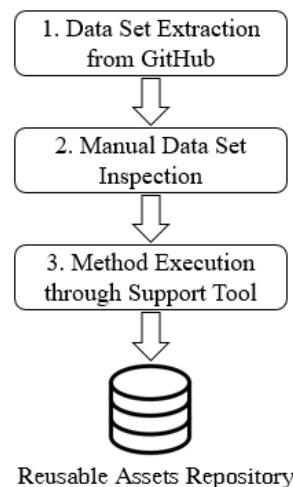 1. Data Set Extraction
from GitHub
2. Manual Data Set
Inspection
3. Method Execution
through Support Tool
Reusable Assets Repository